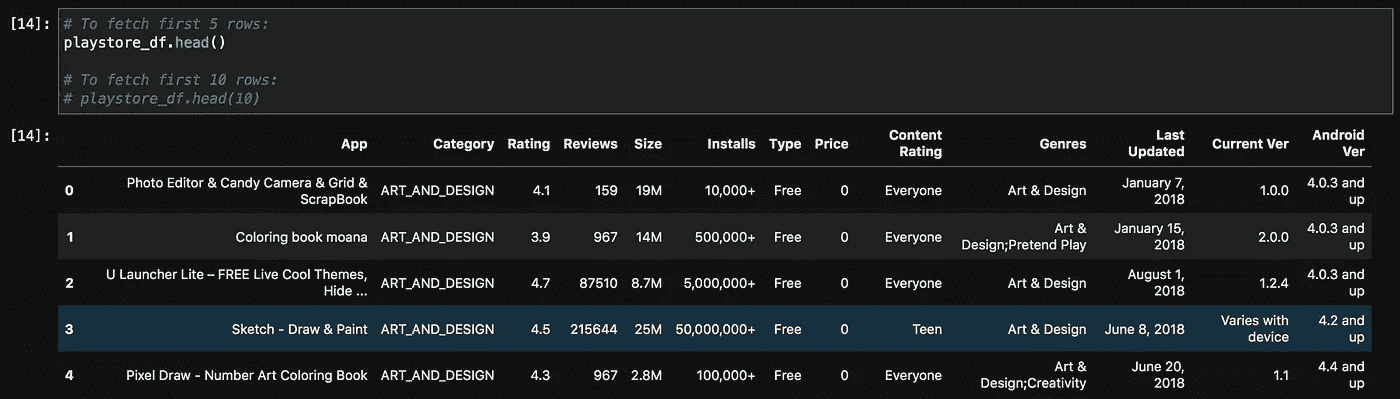 [14]: # To fetch first 5 rows:
playstore_df.head()
# To fetch first 10 rows:
# playstore_df.head(10)
[14]: App Category Rating Reviews Size Installs Type Price Content Rating Genres Last Updated Current Ver Android Ver
0 Photo Editor & Candy Camera & Grid & ScrapBook ART_AND_DESIGN 4.1 159 19M 10,000+ Free 0 Everyone Art & Design January 7, 2018 1.0.0 4.0.3 and up
1 Coloring book moana ART_AND_DESIGN 3.9 967 14M 500,000+ Free 0 Everyone Art & Design;Pretend Play January 15, 2018 2.0.0 4.0.3 and up
2 U Launcher Lite – FREE Live Cool Themes, Hide ... ART_AND_DESIGN 4.7 87510 8.7M 5,000,000+ Free 0 Everyone Art & Design August 1, 2018 1.2.4 4.0.3 and up
3 Sketch - Draw & Paint ART_AND_DESIGN 4.5 215644 25M 50,000,000+ Free 0 Teen Art & Design June 8, 2018 Varies with device 4.2 and up
4 Pixel Draw - Number Art Coloring Book ART_AND_DESIGN 4.3 967 2.8M 100,000+ Free 0 Everyone Art & Design;Creativity June 20, 2018 1.1 4.4 and up